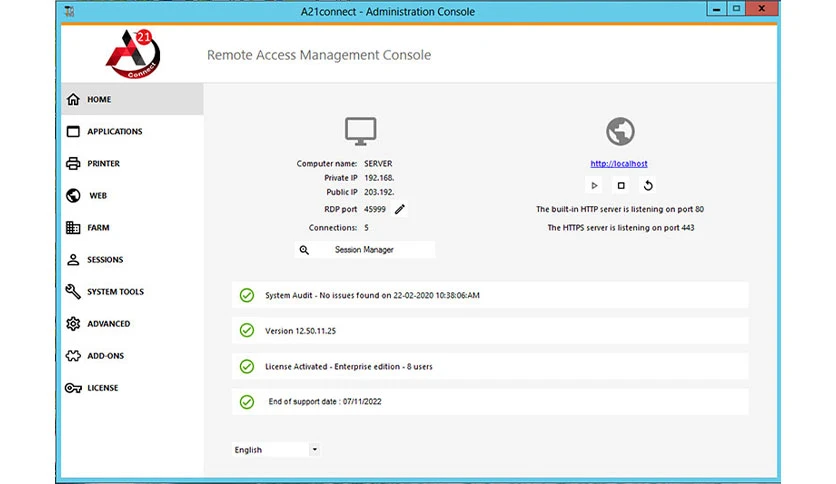 A21connect - Administration Console
A 21
Connect
Remote Access Management Console
HOME
APPLICATIONS
PRINTER
WEB
FARM
SESSIONS
SYSTEM TOOLS
ADVANCED
ADD-ONS
LICENSE
Computer name: SERVER
Private IP 192.168.
Public IP 203.192.
RDP port 45999
Connections: 5
Session Manager
http://localhost
The built-in HTTP server is listening on port 80
The HTTPS server is listening on port 443
System Audit - No issues found on 22-02-2020 10:38:06:AM
Version 12.50.11.25
License Activated - Enterprise edition - 8 users
End of support date : 07/11/2022
English